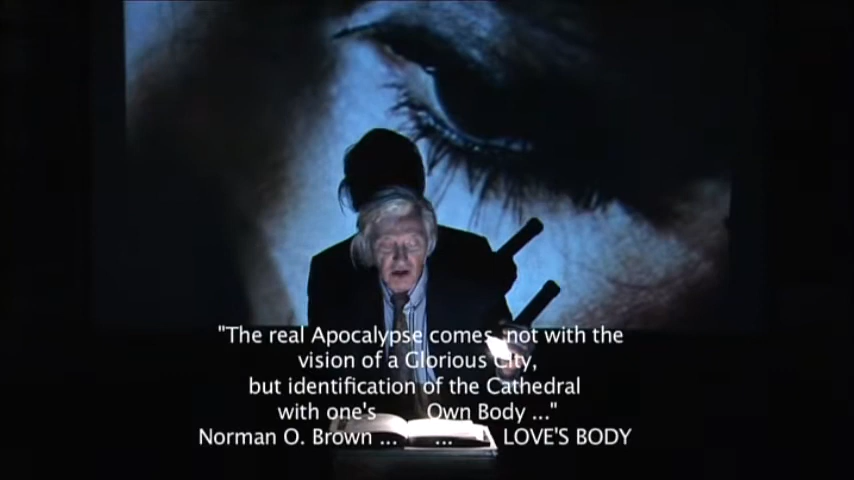 "The real Apocalypse comes, not with the
vision of a Glorious City,
but identification of the Cathedral
with one's Own Body ..."
Norman O. Brown ... ... LOVE'S BODY